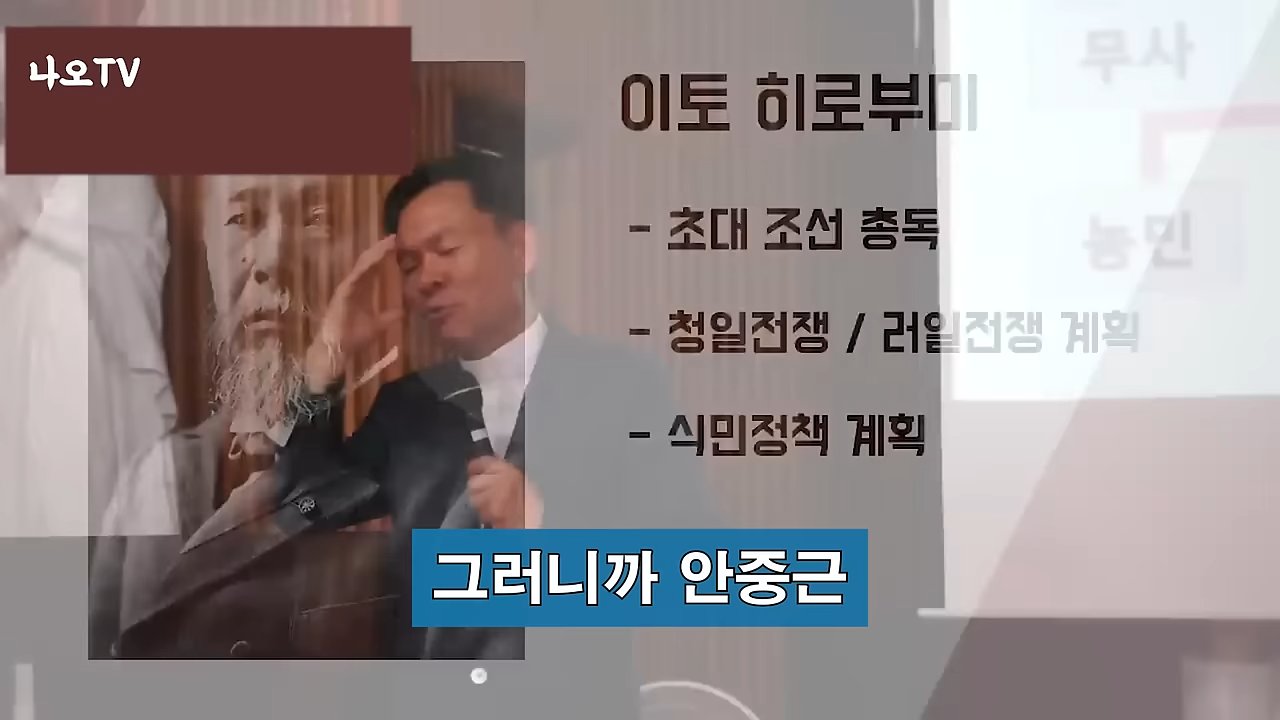 나오TV
이토 히로부미
- 초대 조선 총독
- 청일전쟁 / 러일전쟁 계획
- 식민정책 계획
무사
농민
그러니까 안중근